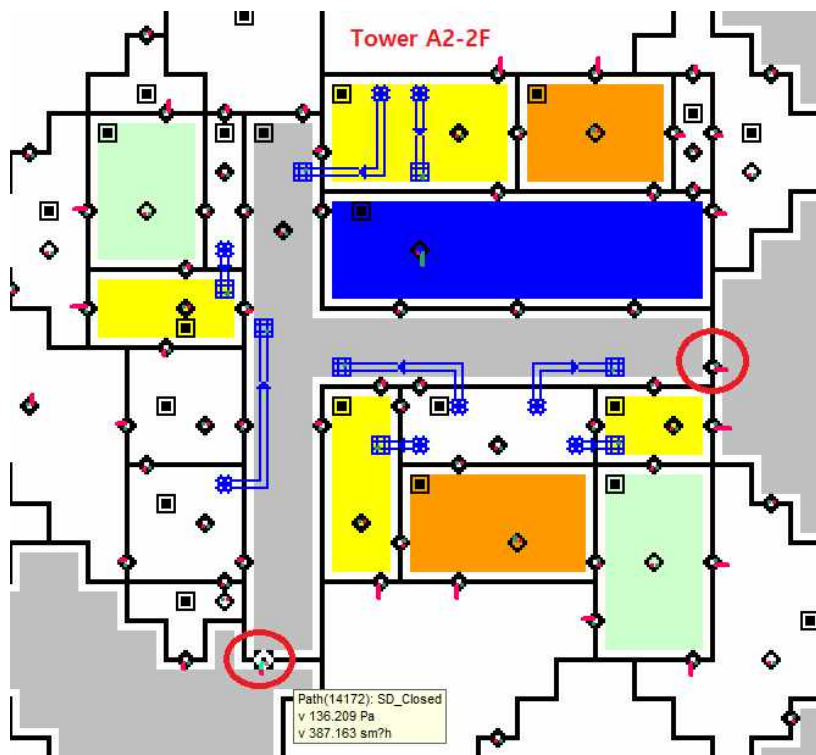 Tower A2-2F
Path(14172): SD_Closed
v 136.209 Pa
v 387.163 sm?h